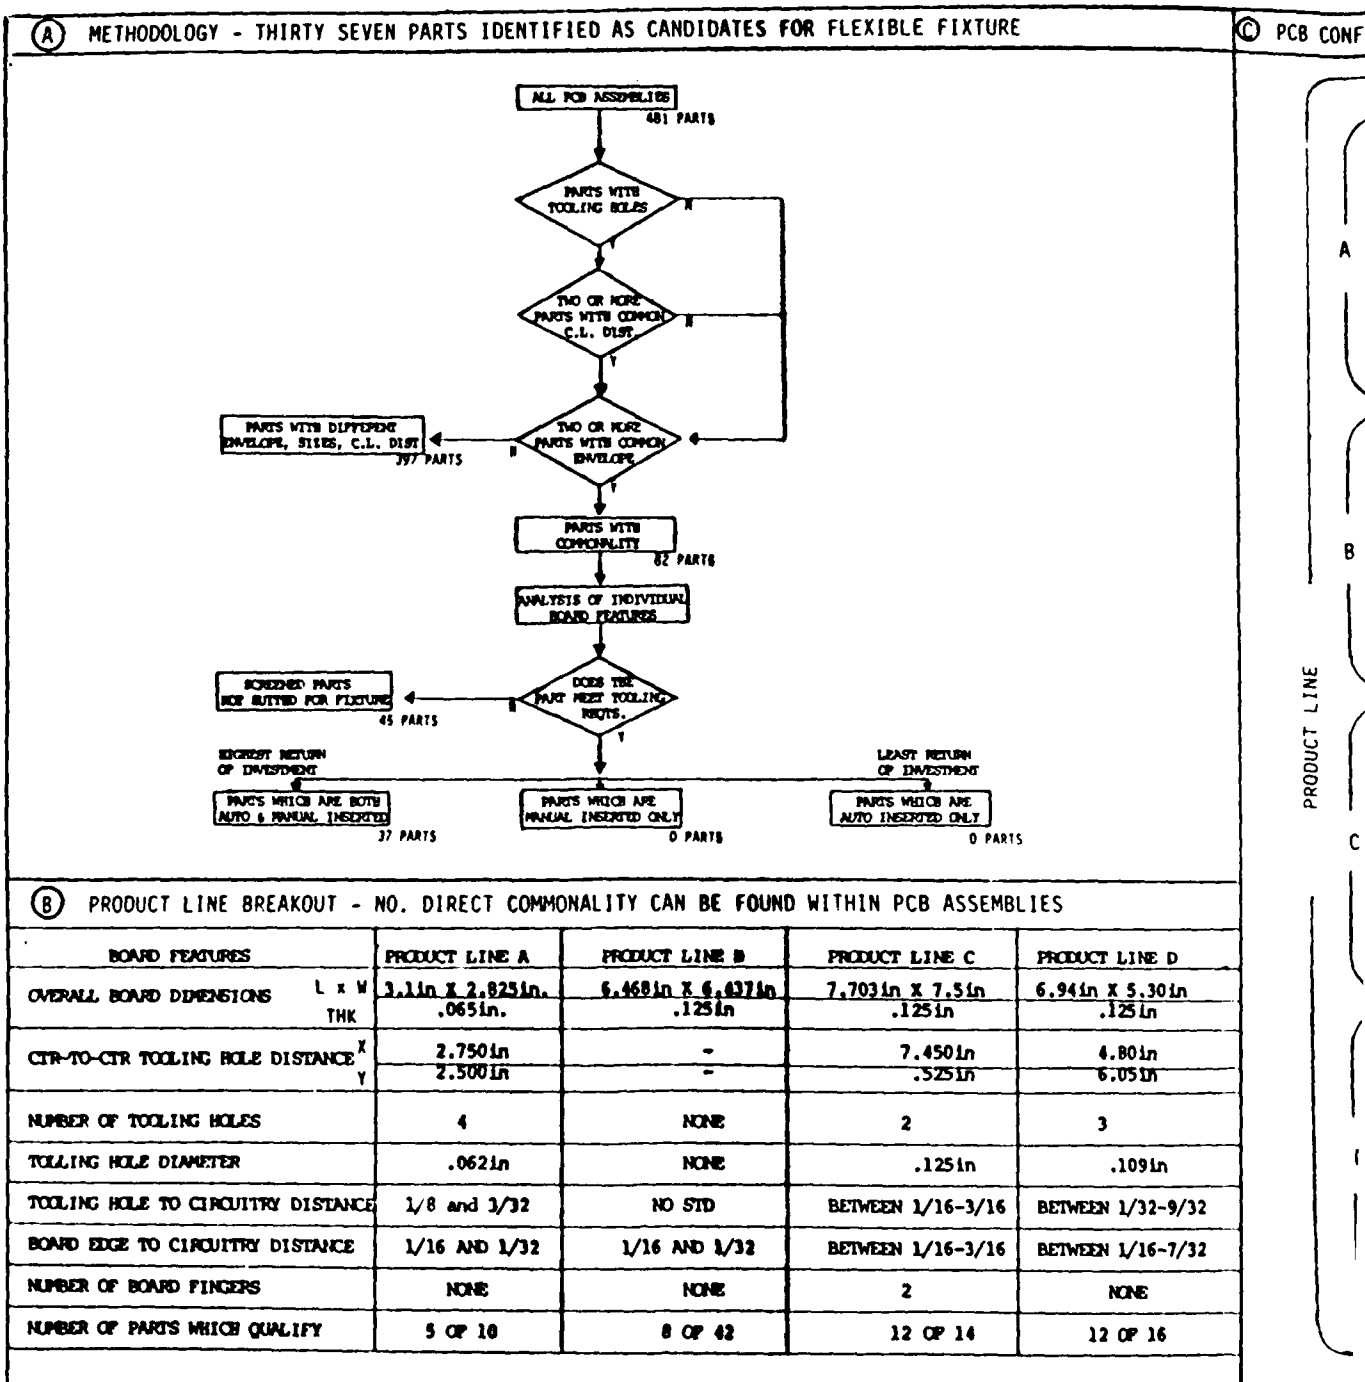 (A) METHODOLOGY - THIRTY SEVEN PARTS IDENTIFIED AS CANDIDATES FOR FLEXIBLE FIXTURE
(C) PCB CONF
ALL PCB ASSEMBLIES
481 PARTS
PARTS WITH
TOOLING HOLES
N
Y
TWO OR MORE
PARTS WITH COMMON
C.L. DIST.
N
Y
PARTS WITH DIFFERENT
ENVELOPE, SIZES, C.L. DIST
397 PARTS
TWO OR MORE
PARTS WITH COMMON
ENVELOPE
N
Y
PARTS WITH
COMMONALITY
82 PARTS
ANALYSIS OF INDIVIDUAL
BOARD FEATURES
SCREENED PARTS
NOT SUITED FOR FIXTURE
45 PARTS
DOES THE
PART MEET TOOLING
REQTS.
N
Y
HIGHEST RETURN
OF INVESTMENT
LEAST RETURN
OF INVESTMENT
PARTS WHICH ARE BOTH
AUTO & MANUAL INSERTED
37 PARTS
PARTS WHICH ARE
MANUAL INSERTED ONLY
0 PARTS
PARTS WHICH ARE
AUTO INSERTED ONLY
0 PARTS
(B) PRODUCT LINE BREAKOUT - NO. DIRECT COMMONALITY CAN BE FOUND WITHIN PCB ASSEMBLIES
BOARD FEATURES PRODUCT LINE A PRODUCT LINE B PRODUCT LINE C PRODUCT LINE D
OVERALL BOARD DIMENSIONS L x W 3.1in X 2.825in. 6.468in X 6.437in 7.703in X 7.5in 6.94in X 5.30in
THK .065in. .125in .125in .125in
CTR-TO-CTR TOOLING HOLE DISTANCE X 2.750in - 7.450in 4.80in
Y 2.500in - .525in 6.05in
NUMBER OF TOOLING HOLES 4 NONE 2 3
TOLLING HOLE DIAMETER .062in NONE .125in .109in
TOOLING HOLE TO CIRCUITRY DISTANCE 1/8 and 3/32 NO STD BETWEEN 1/16-3/16 BETWEEN 1/32-9/32
BOARD EDGE TO CIRCUITRY DISTANCE 1/16 AND 1/32 1/16 AND 1/32 BETWEEN 1/16-3/16 BETWEEN 1/16-7/32
NUMBER OF BOARD FINGERS NONE NONE 2 NONE
NUMBER OF PARTS WHICH QUALIFY 5 OF 10 8 OF 42 12 OF 14 12 OF 16
PRODUCT LINE
A
B
C